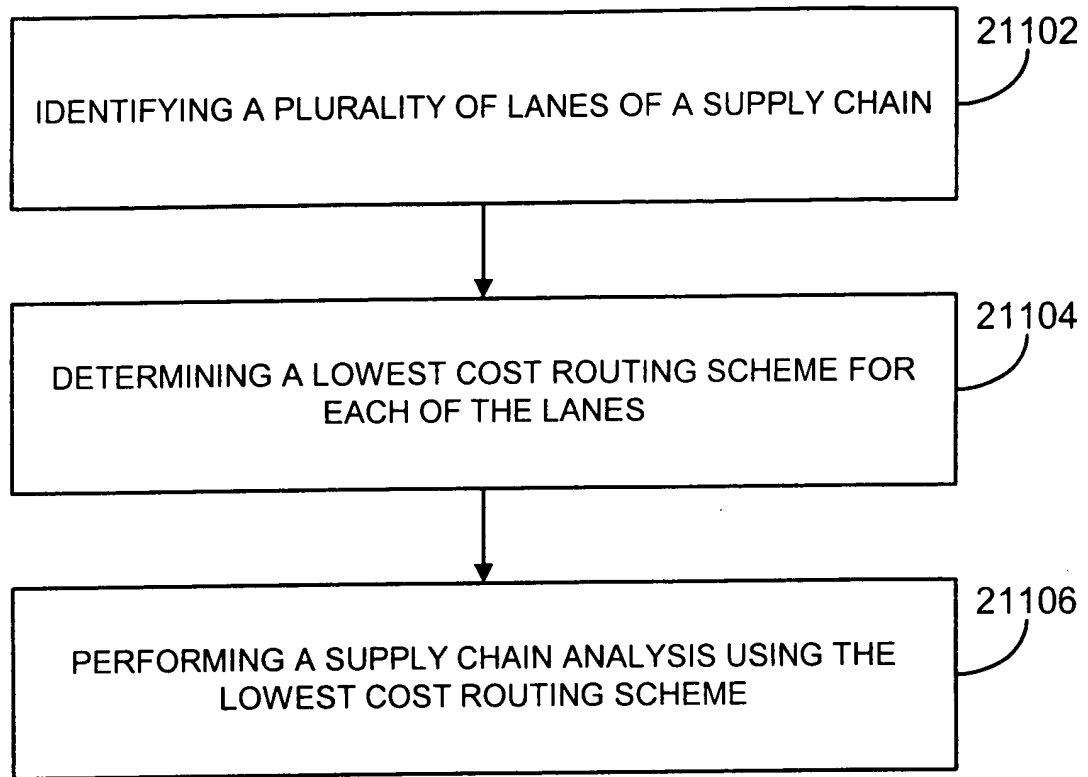 21102
IDENTIFYING A PLURALITY OF LANES OF A SUPPLY CHAIN
21104
DETERMINING A LOWEST COST ROUTING SCHEME FOR
EACH OF THE LANES
21106
PERFORMING A SUPPLY CHAIN ANALYSIS USING THE
LOWEST COST ROUTING SCHEME